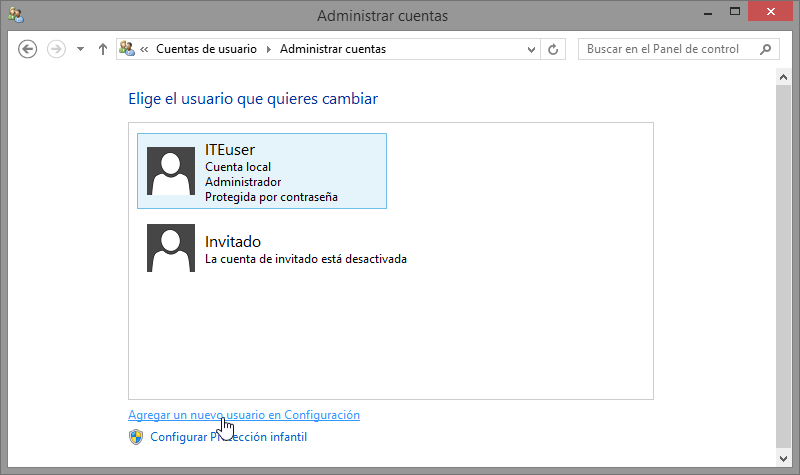 Administrar cuentas
« Cuentas de usuario Administrar cuentas
Buscar en el Panel de control
Elige el usuario que quieres cambiar
ITEuser
Cuenta local
Administrador
Protegida por contraseña
Invitado
La cuenta de invitado está desactivada
Agregar un nuevo usuario en Configuración
Configurar Protección infantil